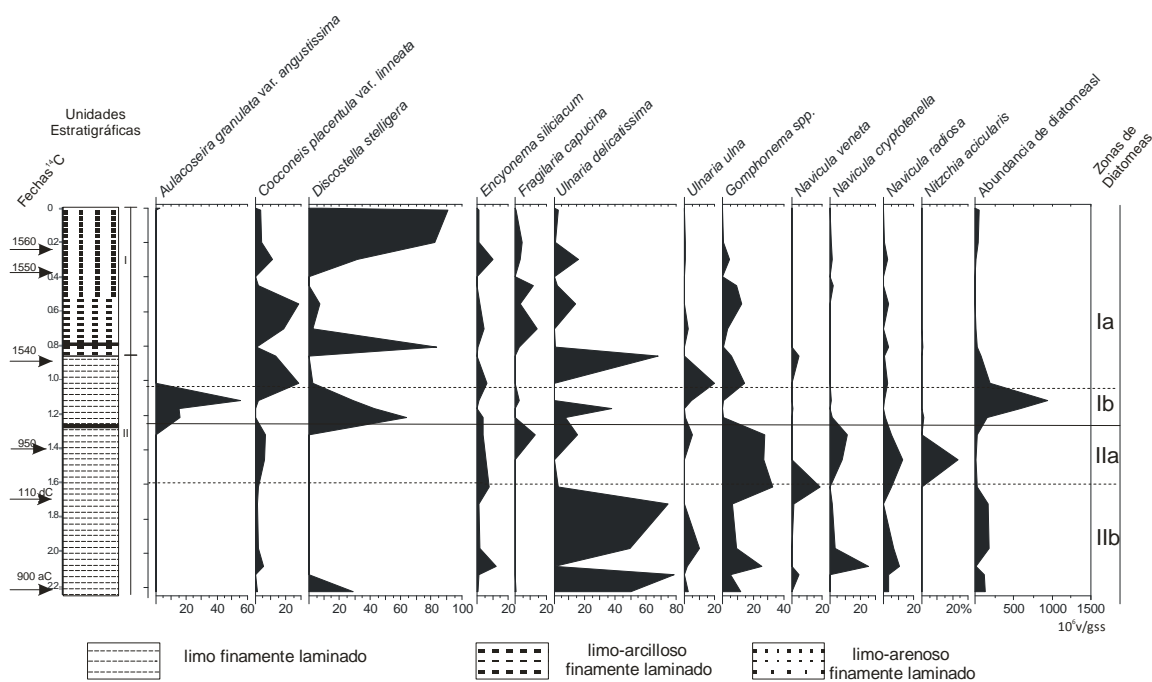 Unidades
Estratigráficas
Fechas ¹⁴C
Aulacoseira granulata var. angustissima
Cocconeis placentula var. linneata
Discostella stelligera
Encyonema siliciacum
Fragilaria capucina
Ulnaria delicatissima
Ulnaria ulna
Gomphonema spp.
Navicula veneta
Navicula cryptotenella
Navicula radiosa
Nitzchia acicularis
Abundancia de diatomeasl
Zonas de
Diatomeas
0
1560
0.2
I
1550
0.4
0.6
Ia
0.8
1540
1.0
Ib
1.2
II
950
1.4
IIa
1.6
110 dC
1.8
IIb
2.0
900 aC
2.2
20 40 60 20 20 40 60 80 100 20 20 20 40 60 80 20 20 40 20 20 20 20% 500 1000 1500
10⁶v/gss
limo finamente laminado
limo-arcilloso
finamente laminado
limo-arenoso
finamente laminado